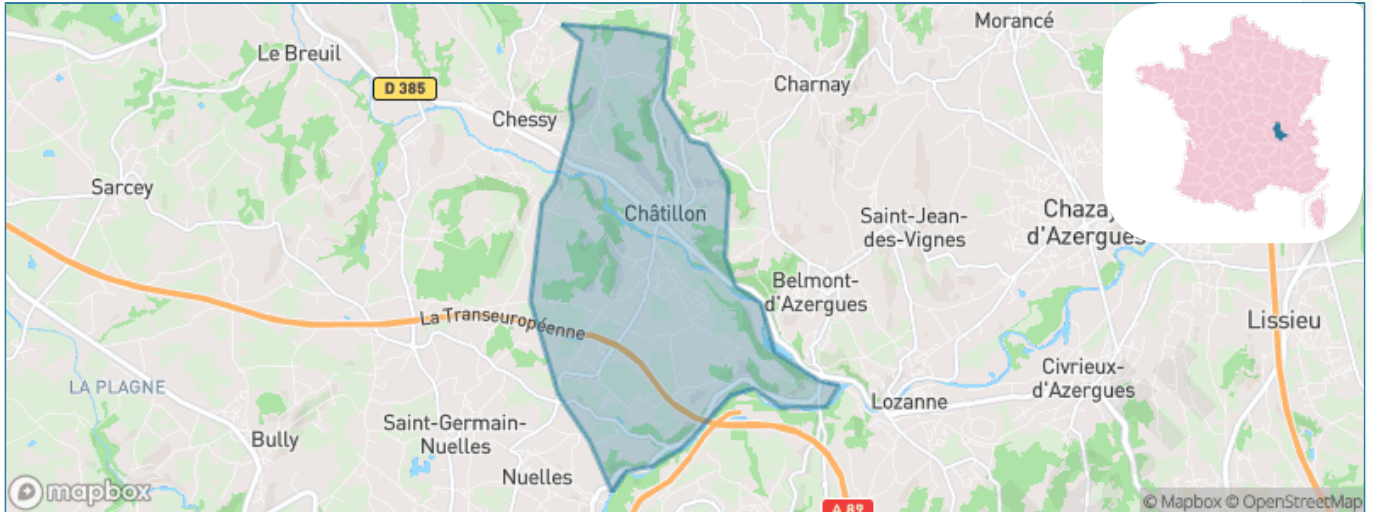 Morancé
Le Breuil
Charnay
D 385
Chessy
Sarcey
Châtillon
Saint-Jean-
des-Vignes
Chazay
d'Azergues
Belmont-
d'Azergues
La Transeuropéenne
Lissieu
LA PLAGNE
Civrieux-
d'Azergues
Lozanne
Saint-Germain-
Nuelles
Bully
Nuelles
mapbox
A 89
© Mapbox © OpenStreetMap